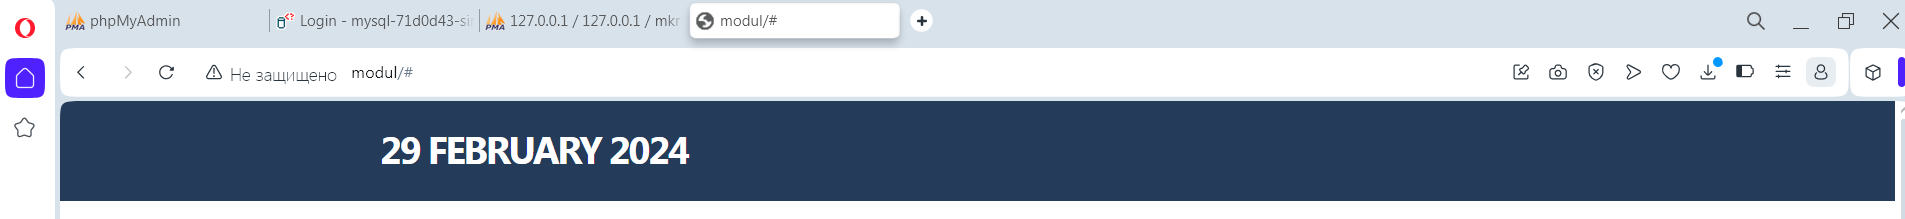 phpMyAdmin
Login - mysql-71d0d43-sin
127.0.0.1 / 127.0.0.1 / mkr
modul/#
Не защищено modul/#
29 FEBRUARY 2024